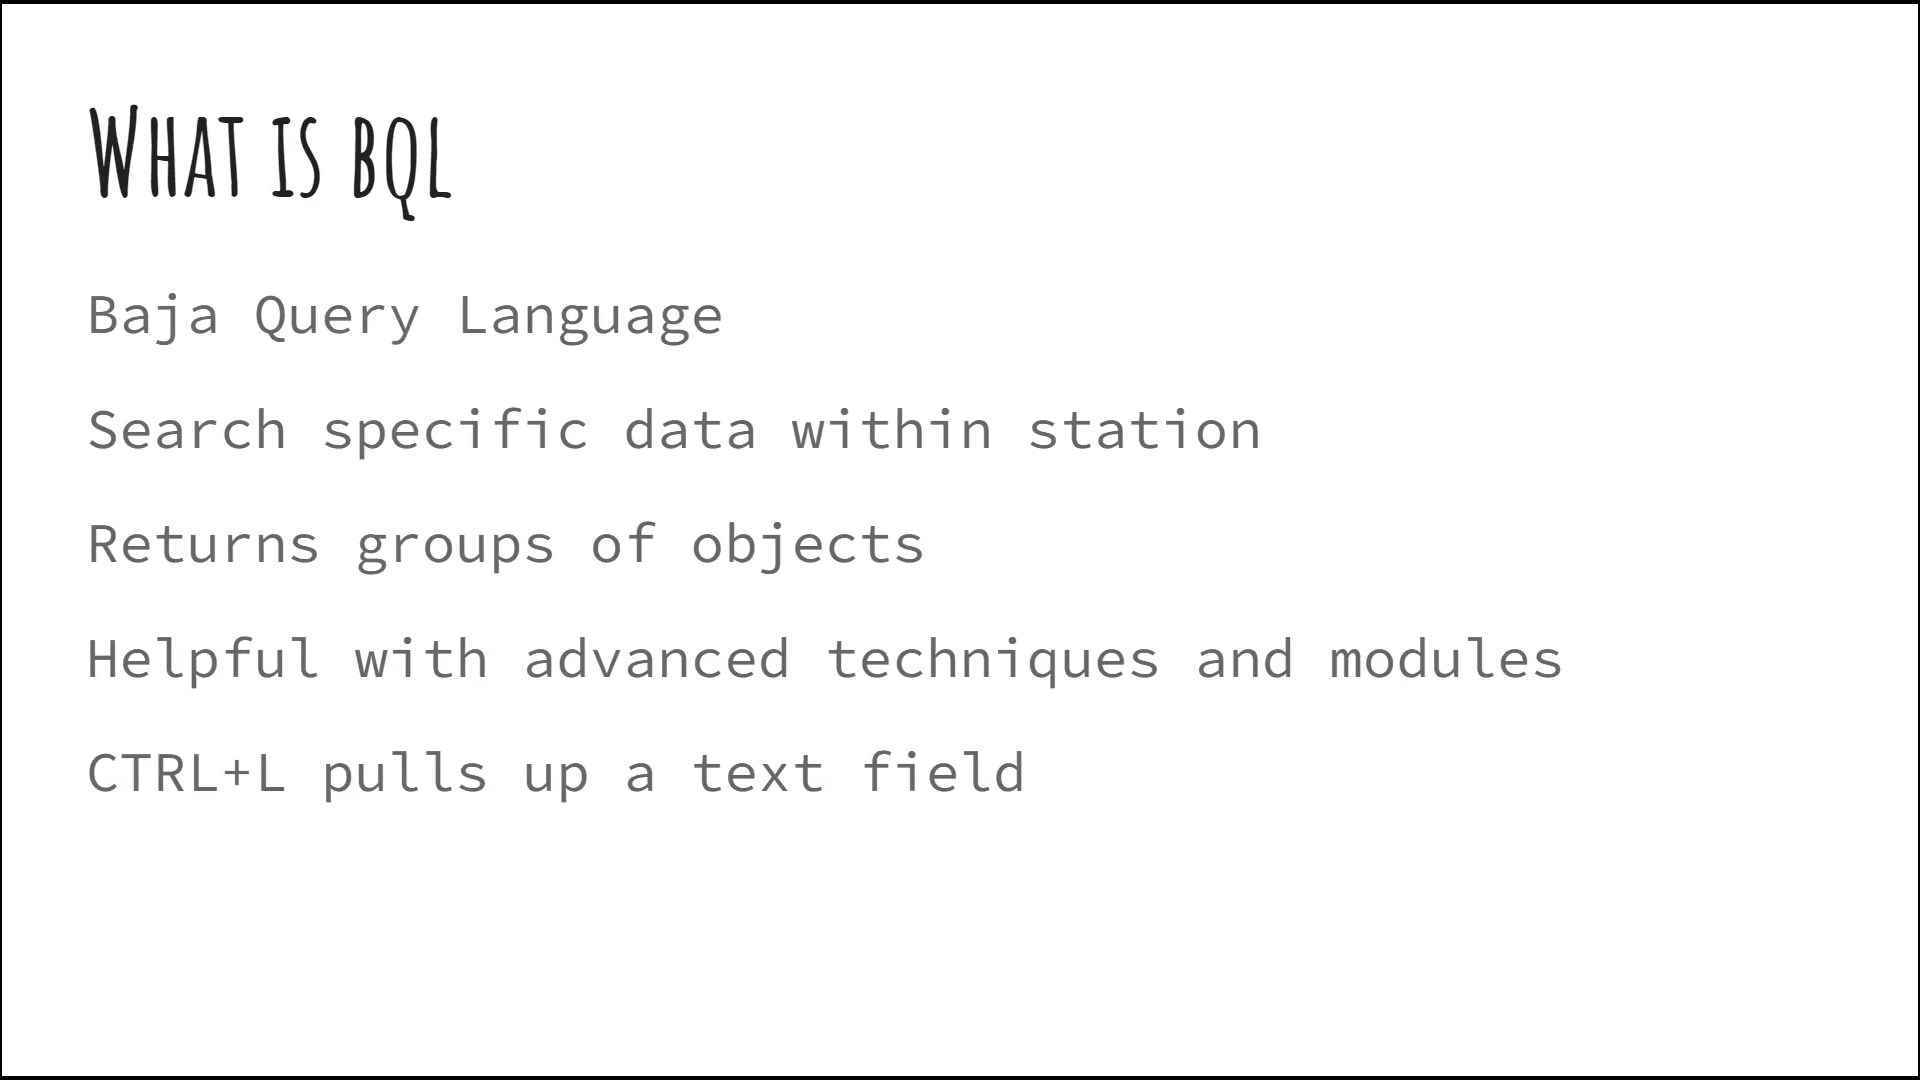 What is bql
Baja Query Language
Search specific data within station
Returns groups of objects
Helpful with advanced techniques and modules
CTRL+L pulls up a text field